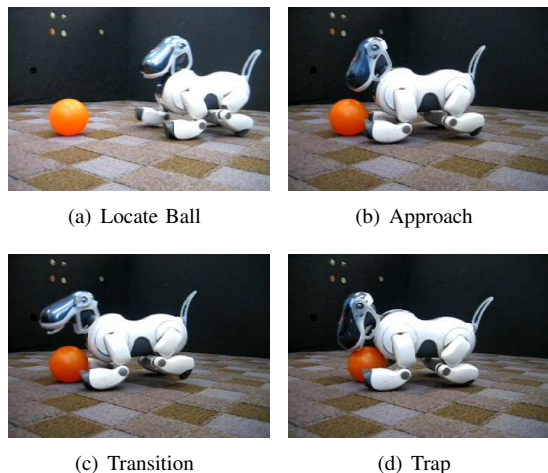 (a) Locate Ball
(b) Approach
(c) Transition
(d) Trap